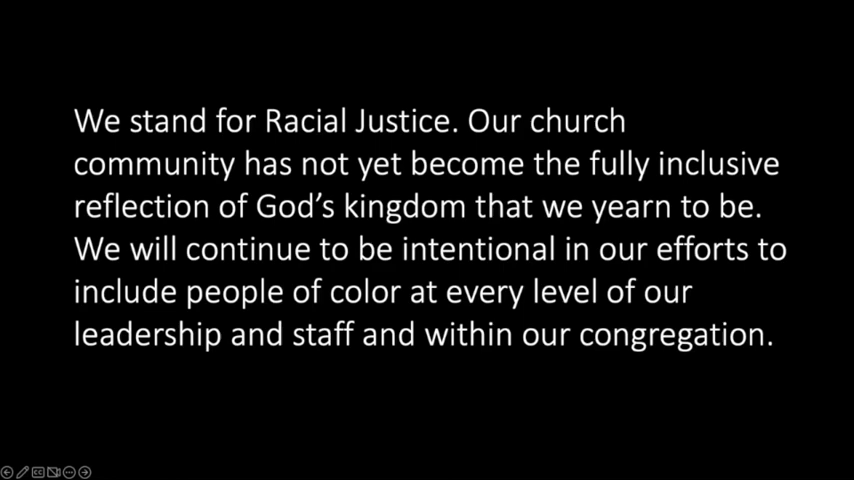 We stand for Racial Justice. Our church
community has not yet become the fully inclusive
reflection of God’s kingdom that we yearn to be.
We will continue to be intentional in our efforts to
include people of color at every level of our
leadership and staff and within our congregation.